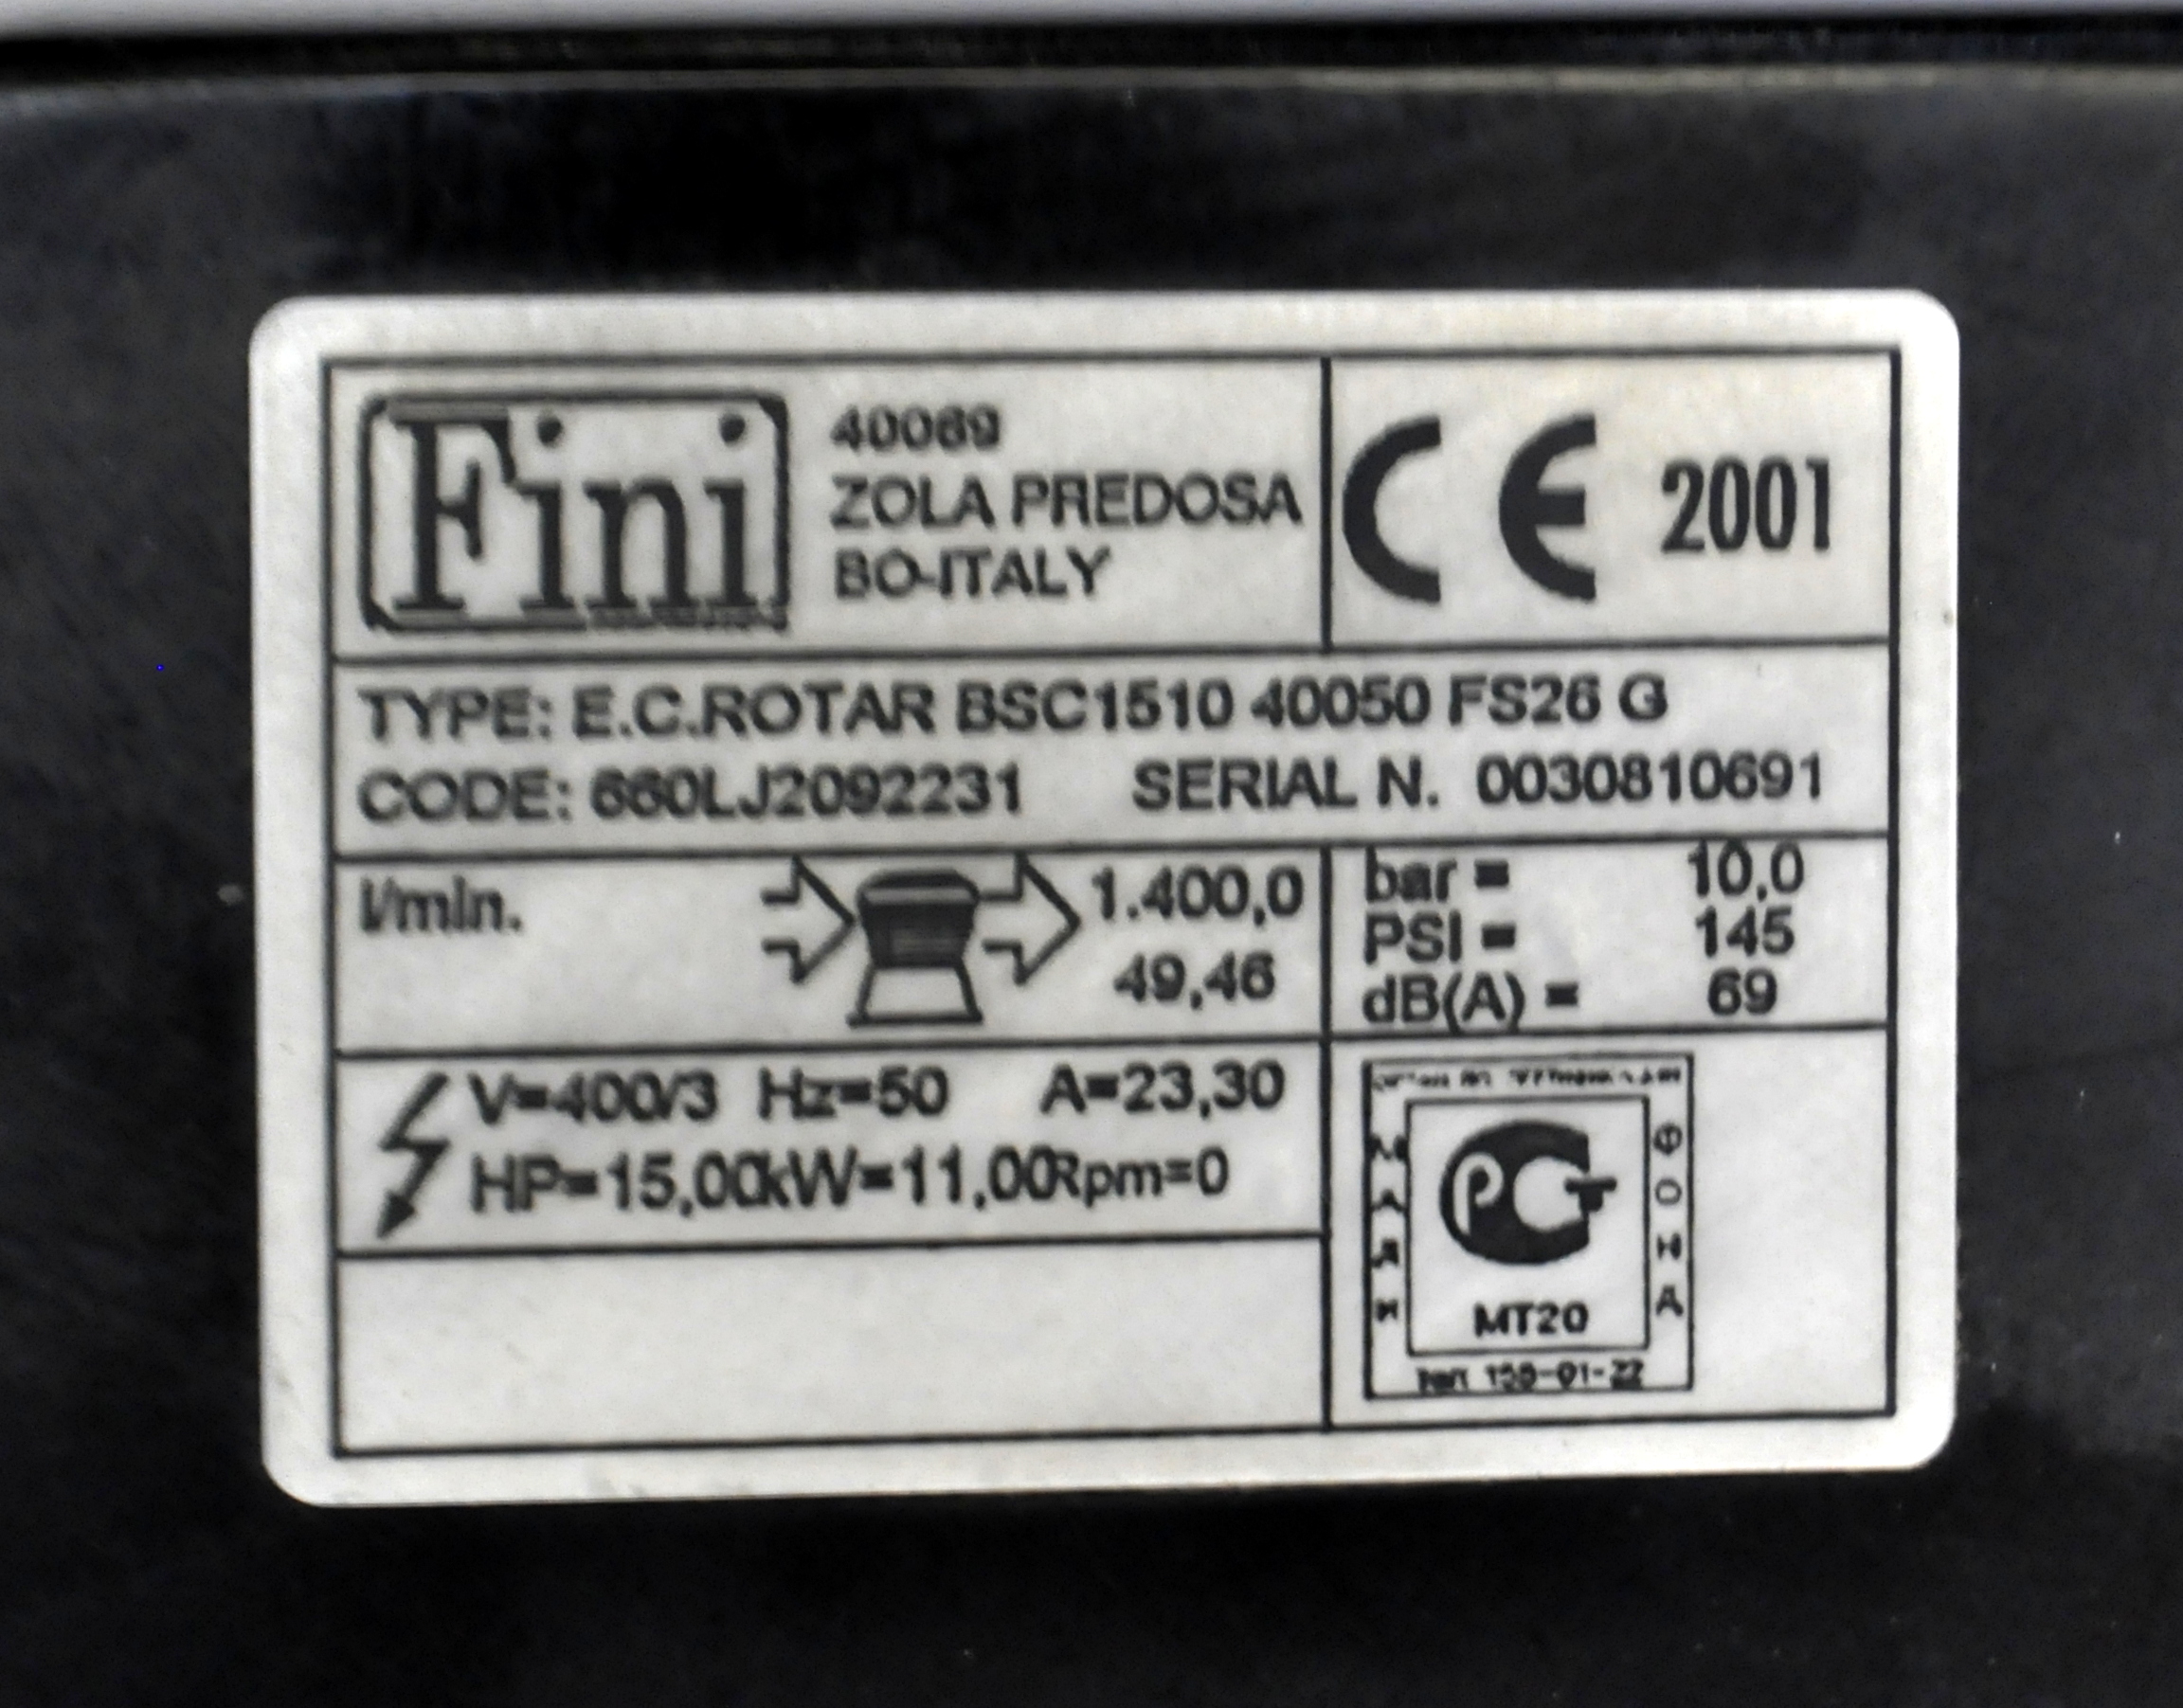 Fini
40069
ZOLA PREDOSA
BO-ITALY
CE 2001
TYPE: E.C.ROTAR BSC1510 40050 FS26 G
CODE: 660LJ2092231 SERIAL N. 0030810691
l/min. 1.400,0
49,46
bar = 10,0
PSI = 145
dB(A) = 69
V=400/3 Hz=50 A=23,30
HP=15,00kW=11,00Rpm=0
ФОНА
МТ20